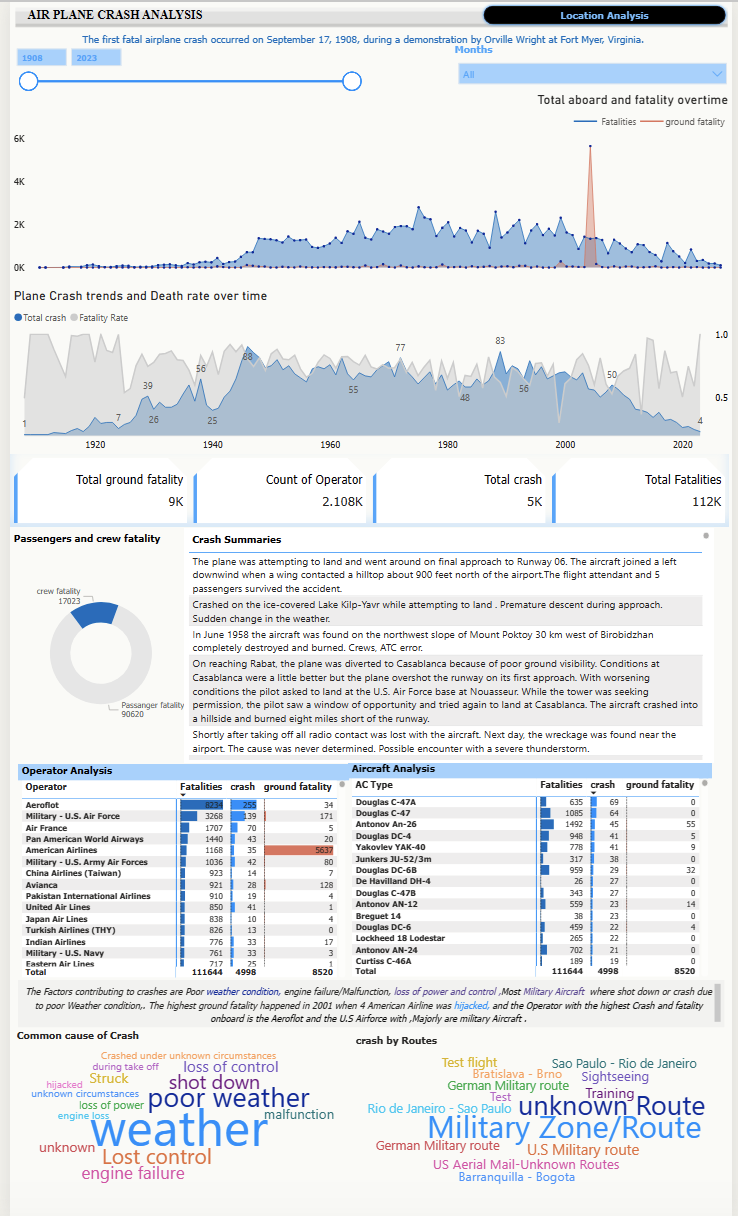 AIR PLANE CRASH ANALYSIS
Location Analysis
The first fatal airplane crash occurred on September 17, 1908, during a demonstration by Orville Wright at Fort Myer, Virginia.
1908
2023
Months
All
Total aboard and fatality overtime
Fatalities
ground fatality
6K
4K
2K
0K
Plane Crash trends and Death rate over time
Total crash
Fatality Rate
1
7
39
26
56
25
88
55
77
48
83
56
50
4
1.0
0.5
1920
1940
1960
1980
2000
2020
Total ground fatality
9K
Count of Operator
2.108K
Total crash
5K
Total Fatalities
112K
Passengers and crew fatality
crew fatality
17023
Passanger fatality
90620
Crash Summaries
The plane was attempting to land and went around on final approach to Runway 06. The aircraft joined a left
downwind when a wing contacted a hilltop about 900 feet north of the airport.The flight attendant and 5
passengers survived the accident.
Crashed on the ice-covered Lake Kilp-Yavr while attempting to land . Premature descent during approach.
Sudden change in the weather.
In June 1958 the aircraft was found on the northwest slope of Mount Poktoy 30 km west of Birobidzhan
completely destroyed and burned. Crews, ATC error.
On reaching Rabat, the plane was diverted to Casablanca because of poor ground visibility. Conditions at
Casablanca were a little better but the plane overshot the runway on its first approach. With worsening
conditions the pilot asked to land at the U.S. Air Force base at Nouasseur. While the tower was seeking
permission, the pilot saw a window of opportunity and tried again to land at Casablanca. The aircraft crashed into
a hillside and burned eight miles short of the runway.
Shortly after taking off all radio contact was lost with the aircraft. Next day, the wreckage was found near the
airport. The cause was never determined. Possible encounter with a severe thunderstorm.
Operator Analysis
Operator Fatalities crash ground fatality
Aeroflot 8234 255 34
Military - U.S. Air Force 3268 139 171
Air France 1707 70 5
Pan American World Airways 1440 43 20
American Airlines 1168 35 5637
Military - U.S. Army Air Forces 1036 42 80
China Airlines (Taiwan) 923 14 7
Avianca 921 28 128
Pakistan International Airlines 910 19 4
United Air Lines 850 41 1
Japan Air Lines 838 10 4
Turkish Airlines (THY) 826 13 0
Indian Airlines 776 33 17
Military - U.S. Navy 761 33 3
Eastern Air Lines 717 25 1
Total 111644 4998 8520
Aircraft Analysis
AC Type Fatalities crash ground fatality
Douglas C-47A 635 69 0
Douglas C-47 1085 64 0
Antonov An-26 1492 45 55
Douglas DC-4 948 41 5
Yakovlev YAK-40 778 41 9
Junkers JU-52/3m 317 38 0
Douglas DC-6B 959 29 32
De Havilland DH-4 26 27 0
Douglas C-47B 343 27 0
Antonov AN-12 559 23 14
Breguet 14 38 23 0
Douglas DC-6 459 22 4
Lockheed 18 Lodestar 265 22 0
Antonov AN-24 702 21 0
Curtiss C-46A 189 19 0
Total 111644 4998 8520
The Factors contributing to crashes are Poor weather condition, engine failure/Malfunction, loss of power and control ,Most Military Aircraft where shot down or crash due
to poor Weather condition,. The highest ground fatality happened in 2001 when 4 American Airline was hijacked, and the Operator with the highest Crash and fatality
onboard is the Aeroflot and the U.S Airforce with ,Majorly are military Aircraft .
Common cause of Crash
Crashed under unknown circumstances
during take off
loss of control
Struck
shot down
hijacked
unknown circumstances
poor weather
loss of power
engine loss
malfunction
weather
unknown
Lost control
engine failure
crash by Routes
Test flight
Sao Paulo - Rio de Janeiro
Bratislava - Brno
Sightseeing
German Military route
Test
Training
Rio de Janeiro - Sao Paulo
unknown Route
Military Zone/Route
German Military route
U.S Military route
US Aerial Mail-Unknown Routes
Barranquilla - Bogota